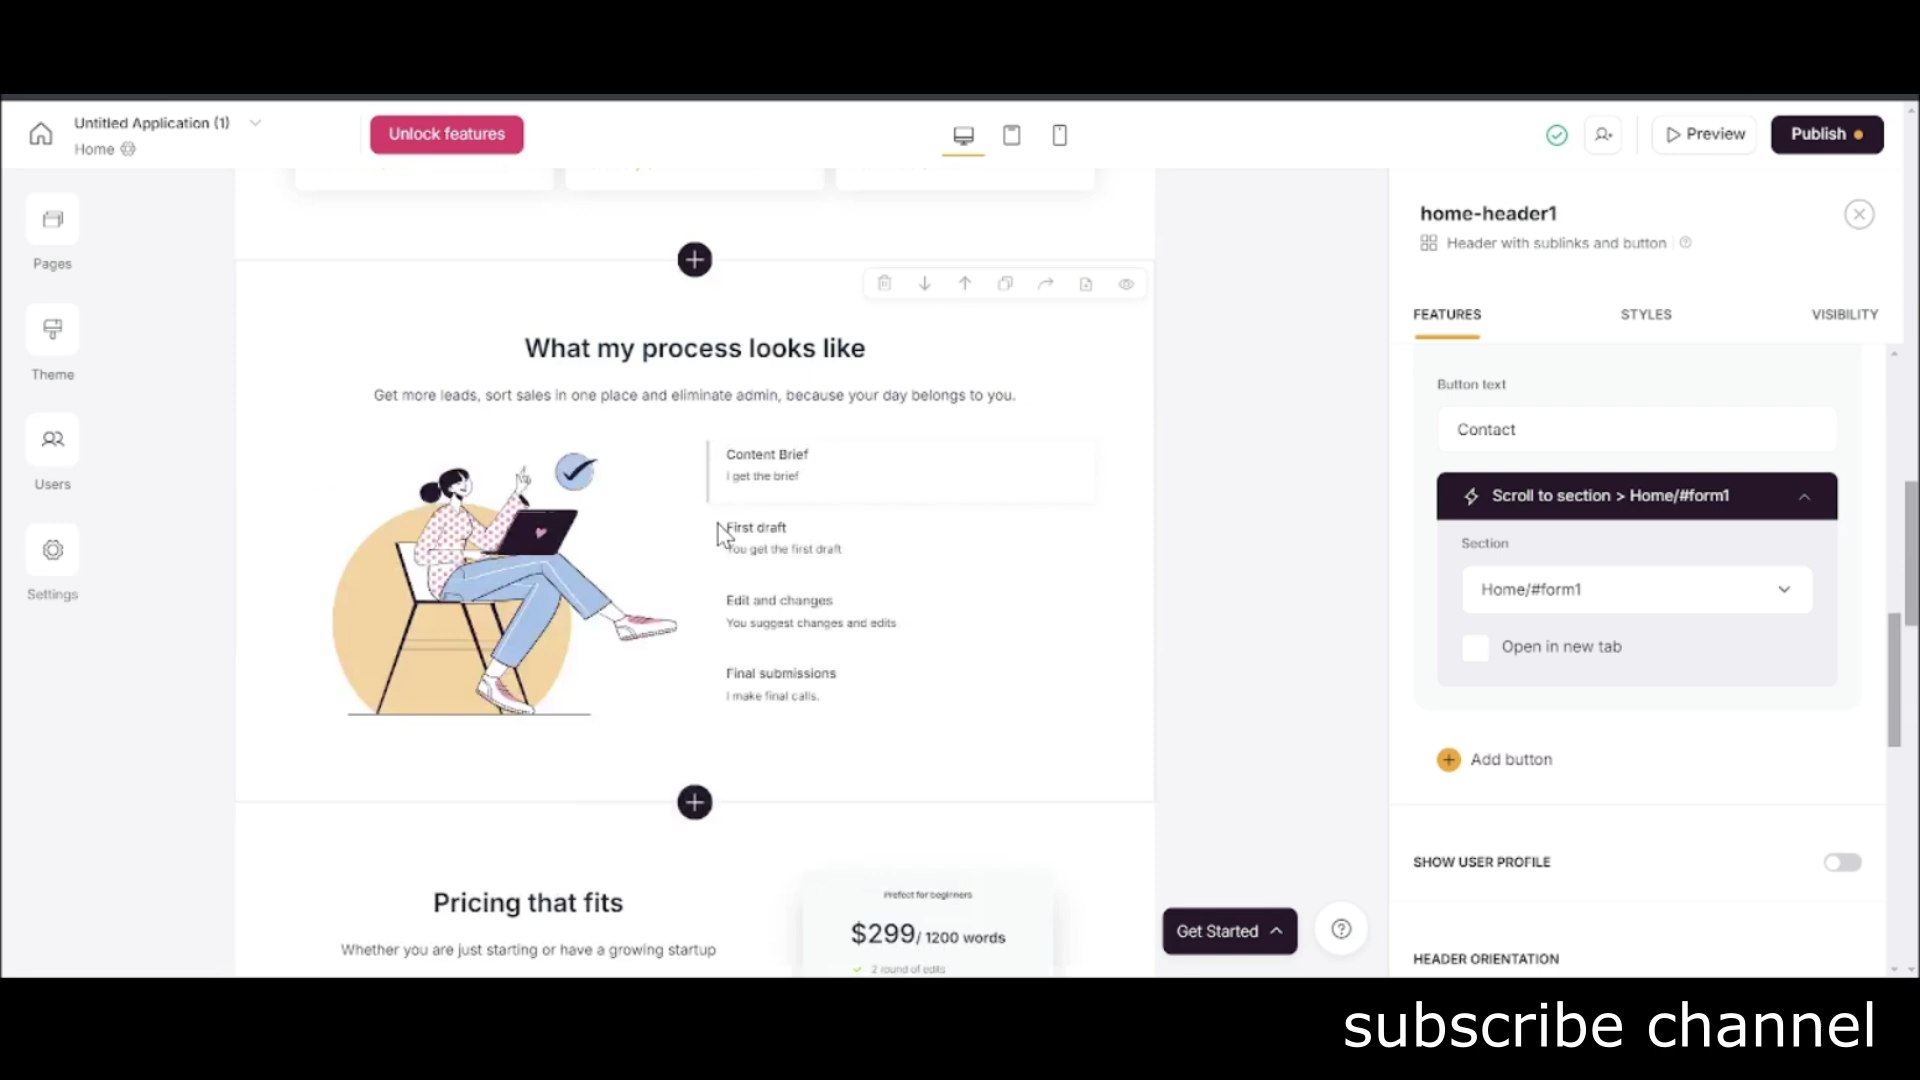 Untitled Application (1)
Home
Unlock features
Preview
Publish
Pages
Theme
Users
Settings
What my process looks like
Get more leads, sort sales in one place and eliminate admin, because your day belongs to you.
Content Brief
I get the brief
First draft
You get the first draft
Edit and changes
You suggest changes and edits
Final submissions
I make final calls.
Pricing that fits
Whether you are just starting or have a growing startup
Prefect for beginners
$299/ 1200 words
2 round of edits
Get Started
home-header1
Header with sublinks and button
FEATURES
STYLES
VISIBILITY
Button text
Contact
Scroll to section > Home/#form1
Section
Home/#form1
Open in new tab
Add button
SHOW USER PROFILE
HEADER ORIENTATION
subscribe channel